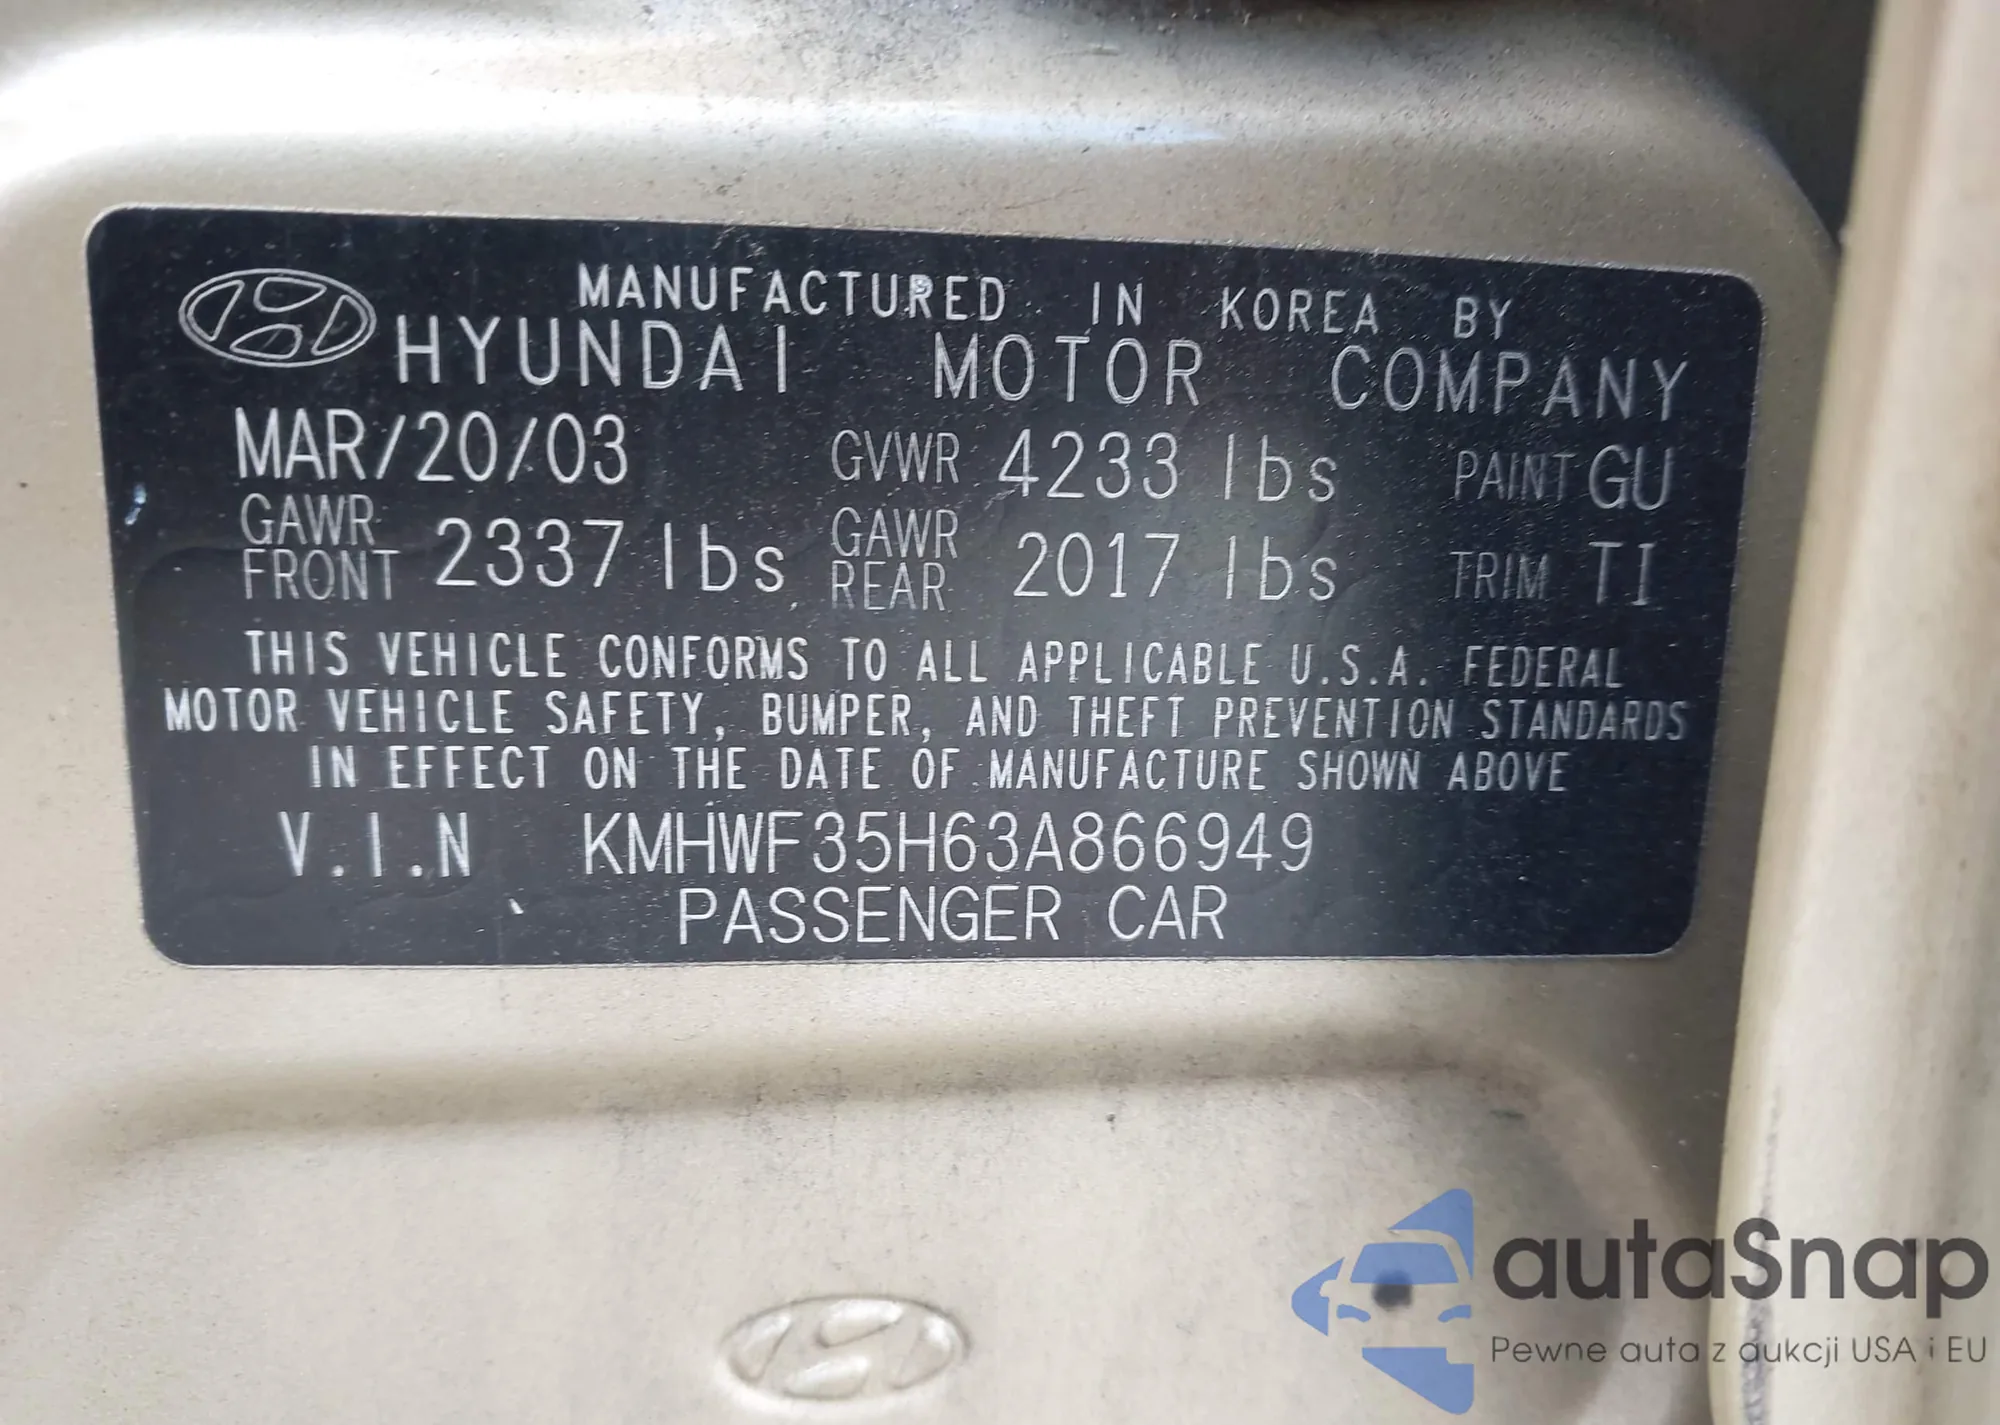 MANUFACTURED IN KOREA BY
HYUNDAI MOTOR COMPANY
MAR/20/03 GVWR 4233 lbs PAINT GU
GAWR FRONT 2337 lbs GAWR REAR 2017 lbs TRIM TI
THIS VEHICLE CONFORMS TO ALL APPLICABLE U.S.A. FEDERAL
MOTOR VEHICLE SAFETY, BUMPER, AND THEFT PREVENTION STANDARDS
IN EFFECT ON THE DATE OF MANUFACTURE SHOWN ABOVE
V.I.N KMHWF35H63A866949
PASSENGER CAR
autaSnap
Pewne auta z aukcji USA i EU